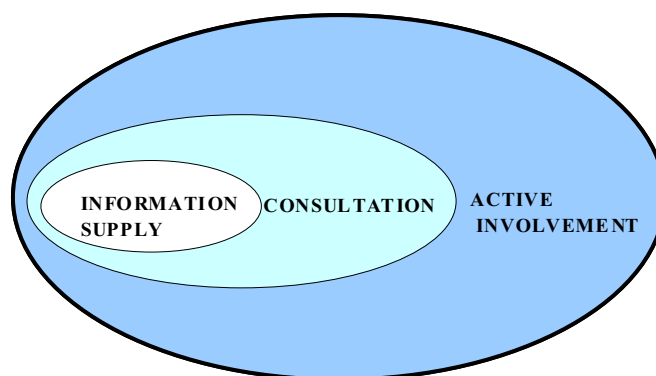 INFORMATION
SUPPLY
CONSULTATION
ACTIVE
INVOLVEMENT